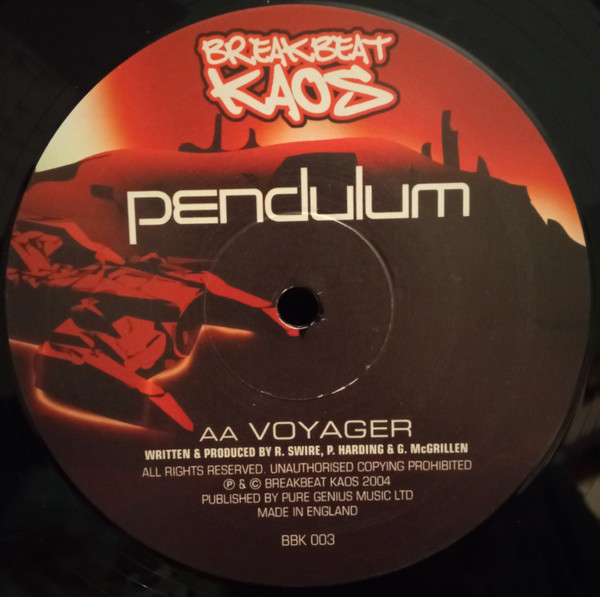 BREAKBEAT
KAOS
pendulum
AA VOYAGER
WRITTEN & PRODUCED BY R. SWIRE, P. HARDING & G. McGRILLEN
ALL RIGHTS RESERVED. UNAUTHORISED COPYING PROHIBITED
℗ & © BREAKBEAT KAOS 2004
PUBLISHED BY PURE GENIUS MUSIC LTD
MADE IN ENGLAND
BBK 003